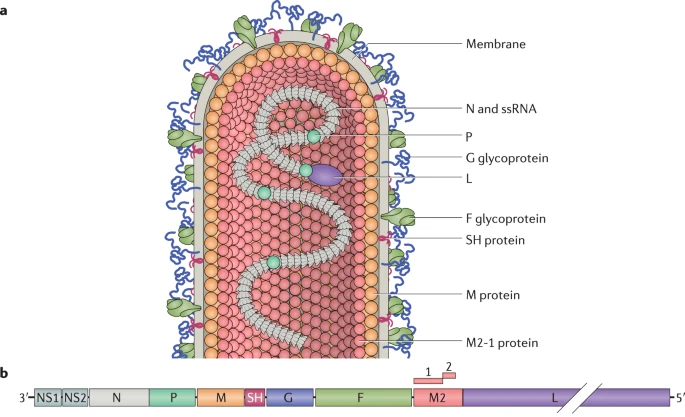 a
Membrane
N and ssRNA
P
G glycoprotein
L
F glycoprotein
SH protein
M protein
M2-1 protein
b
1 2
3′ NS1 NS2 N P M SH G F M2 L 5′